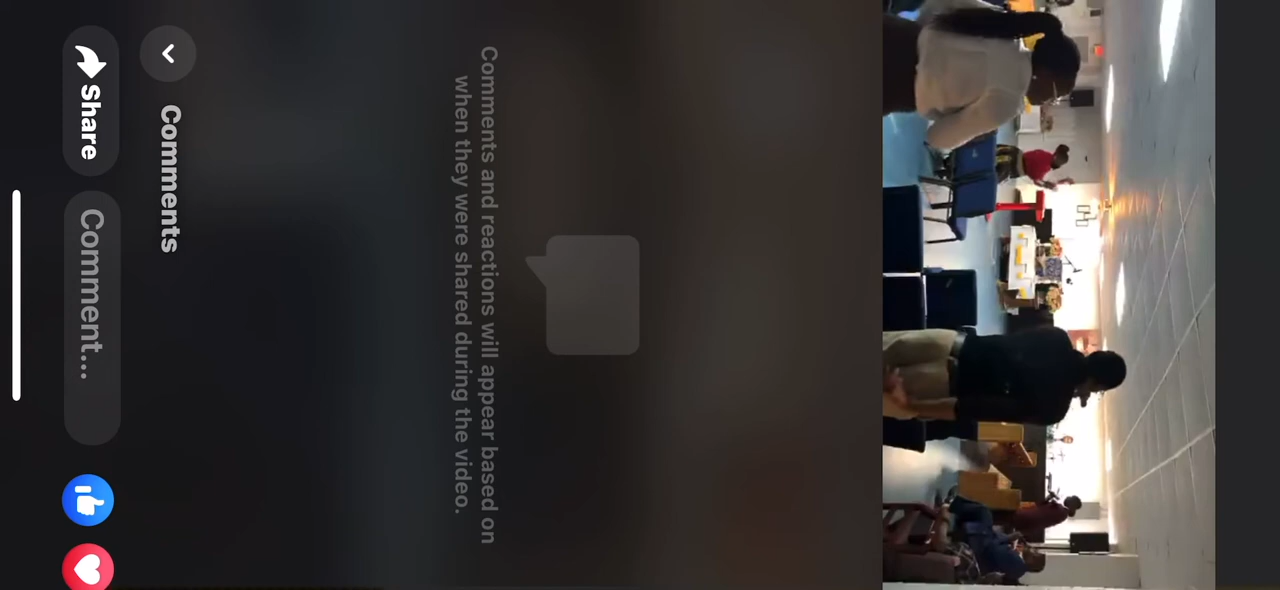 Comments and reactions will appear based on
when they were shared during the video.
Comments
Share
Comment...